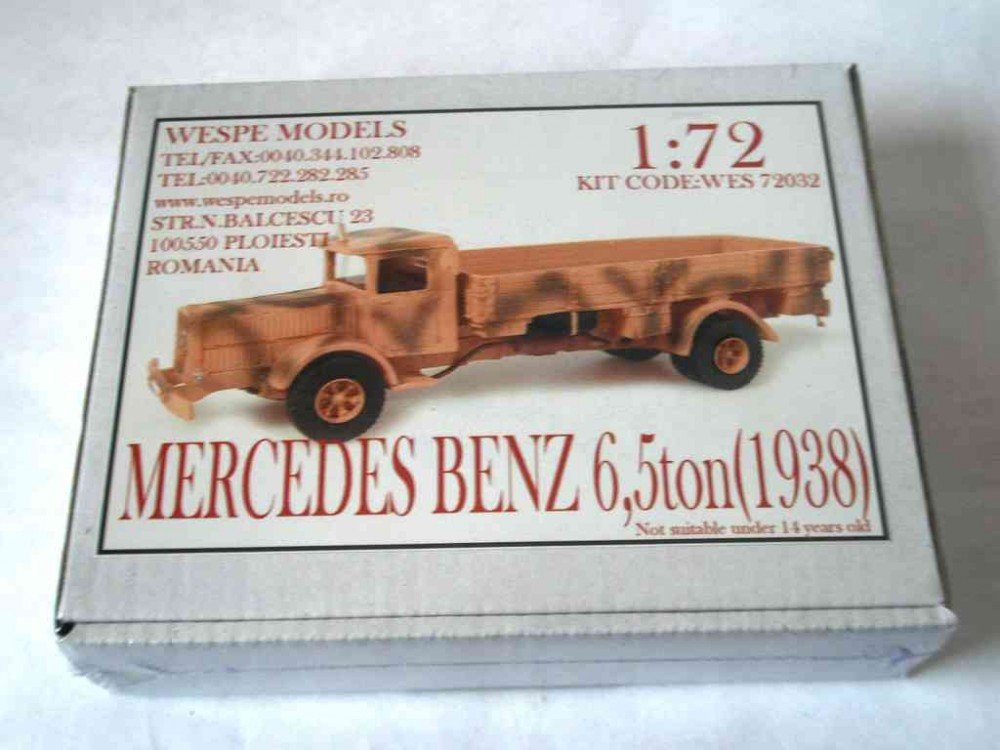 WESPE MODELS
TEL/FAX:0040.344.102.808
TEL:0040.722.282.285
www.wespemodels.ro
STR.N.BALCESCU 23
100550 PLOIESTI
ROMANIA
1:72
KIT CODE:WES 72032
MERCEDES BENZ 6,5ton(1938)
Not suitable under 14 years old